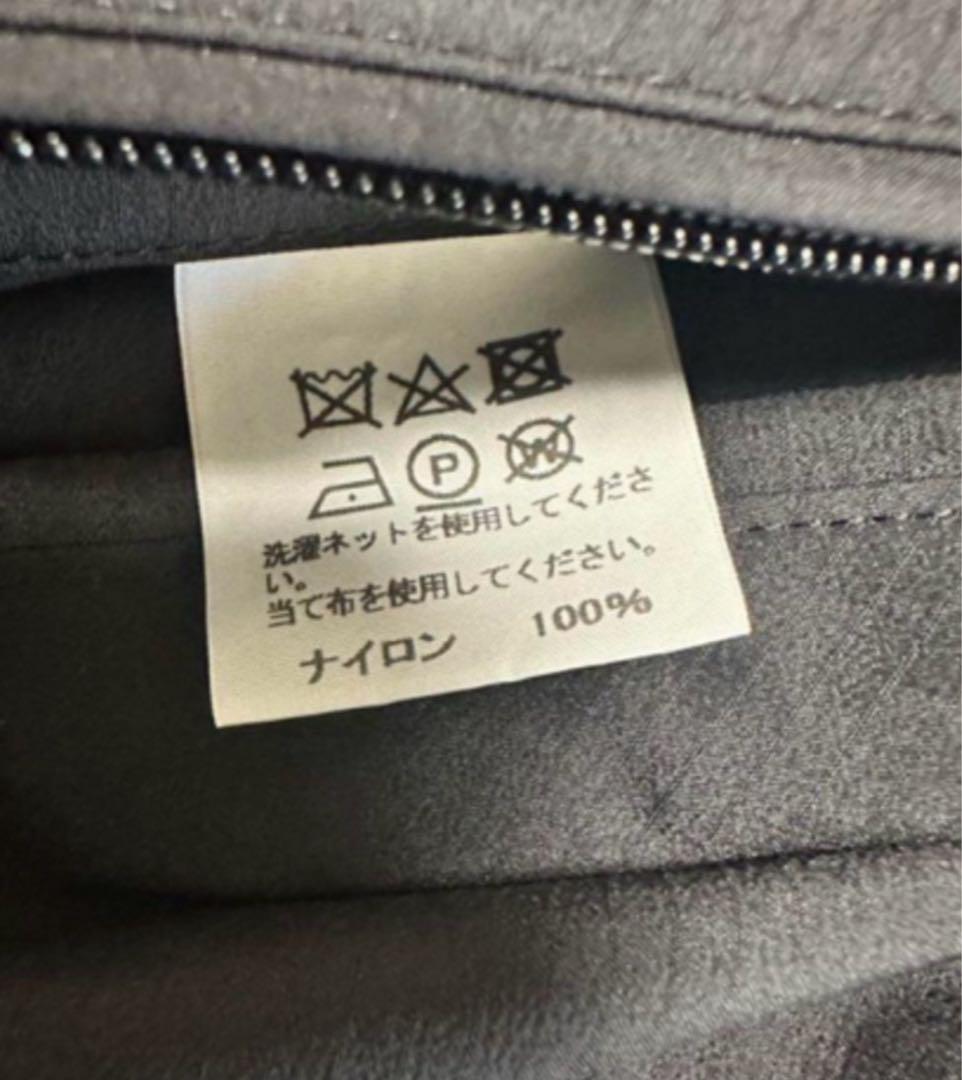 P W
洗濯ネットを使用してくださ
い。
当て布を使用してください。
ナイロン 100%